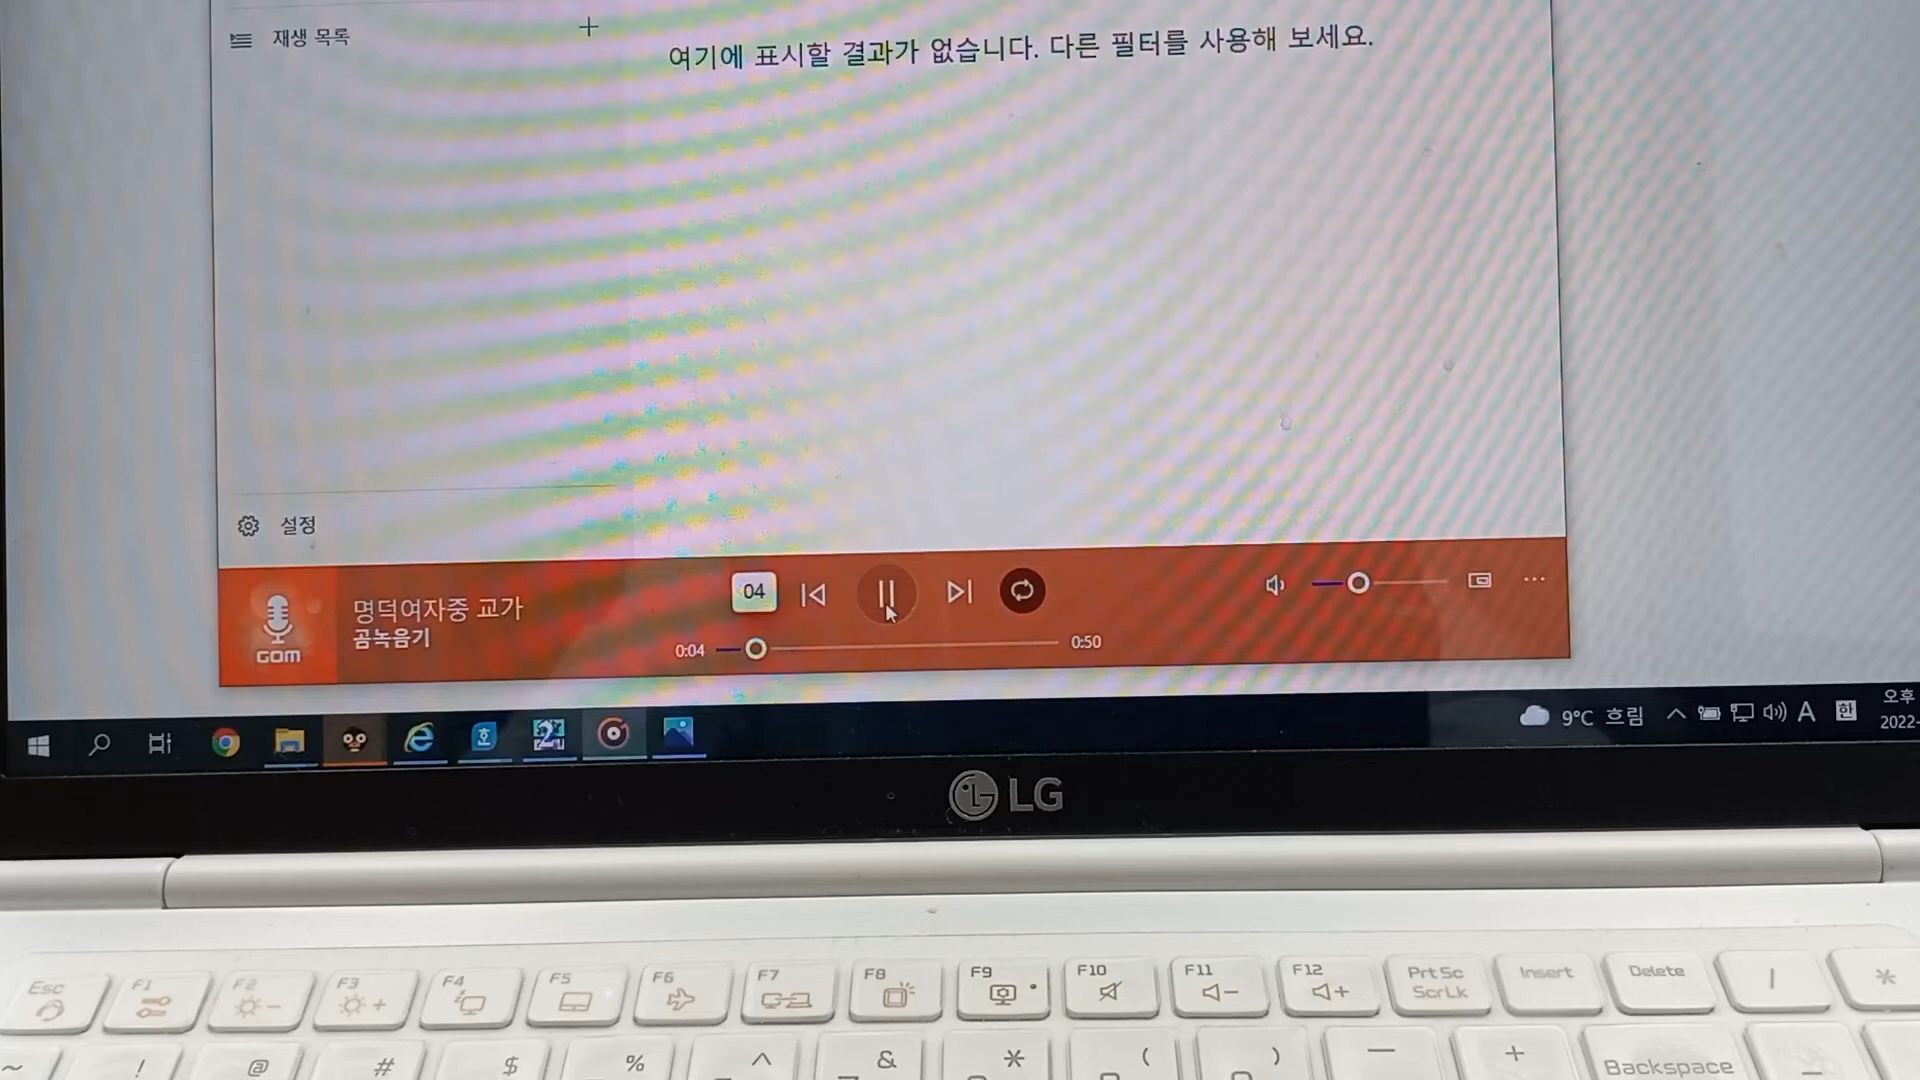 재생 목록
여기에 표시할 결과가 없습니다. 다른 필터를 사용해 보세요.
설정
GOM
명덕여자중 교가
곰녹음기
04
0:04
0:50
9°C 흐림
A
한
오후
2022-
LG
Esc
F1
F2
F3
F4
F5
F6
F7
F8
F9
F10
F11
F12
Prt Sc
ScrLk
Insert
Delete
/
*
~
!
@
#
$
%
^
&
*
(
)
—
+
Backspace